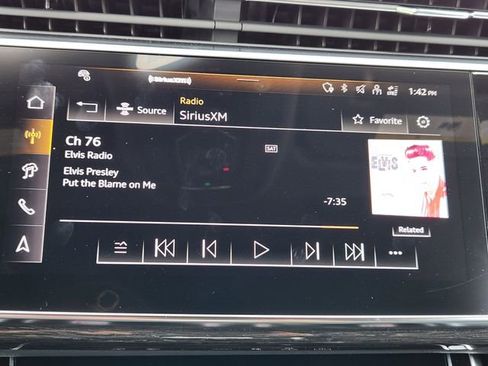 ((SiriusXM))
1:42 PM
Source
Radio
SiriusXM
Favorite
Ch 76
Elvis Radio
SAT
Elvis Presley
Put the Blame on Me
-7:35
ELVIS
Related